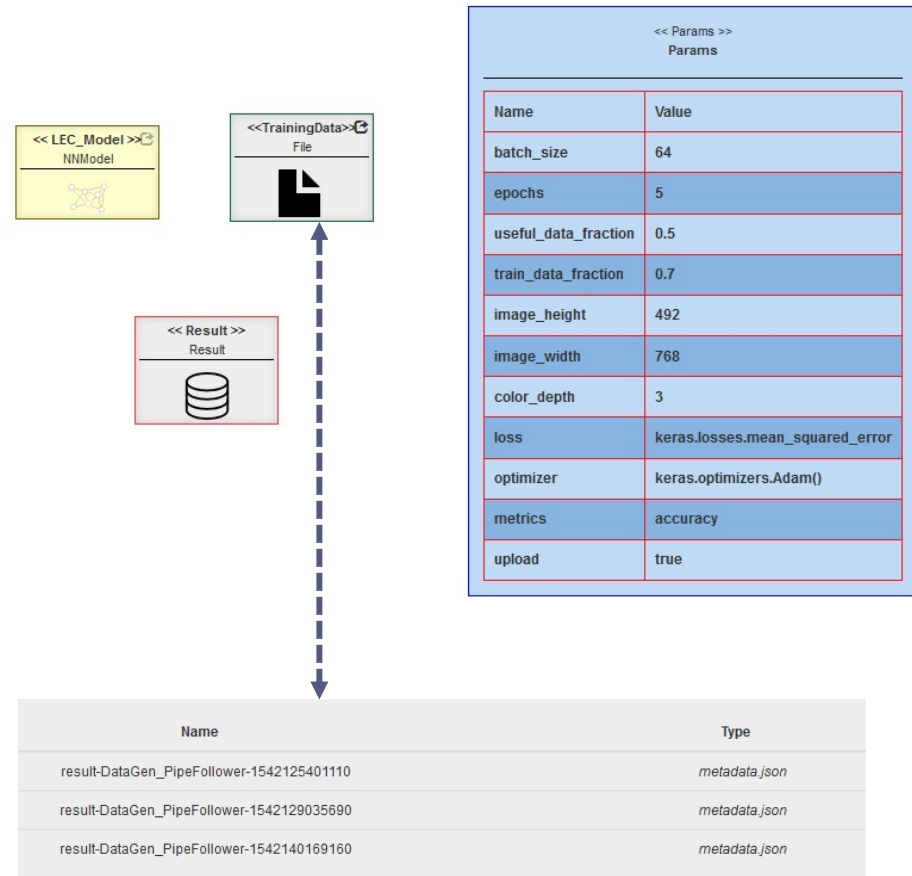 << Params >>
Params
Name Value
batch_size 64
epochs 5
useful_data_fraction 0.5
train_data_fraction 0.7
image_height 492
image_width 768
color_depth 3
loss keras.losses.mean_squared_error
optimizer keras.optimizers.Adam()
metrics accuracy
upload true
<< LEC_Model >>
NNModel
<<TrainingData>>
File
<< Result >>
Result
Name Type
result-DataGen_PipeFollower-1542125401110 metadata.json
result-DataGen_PipeFollower-1542129035690 metadata.json
result-DataGen_PipeFollower-1542140169160 metadata.json